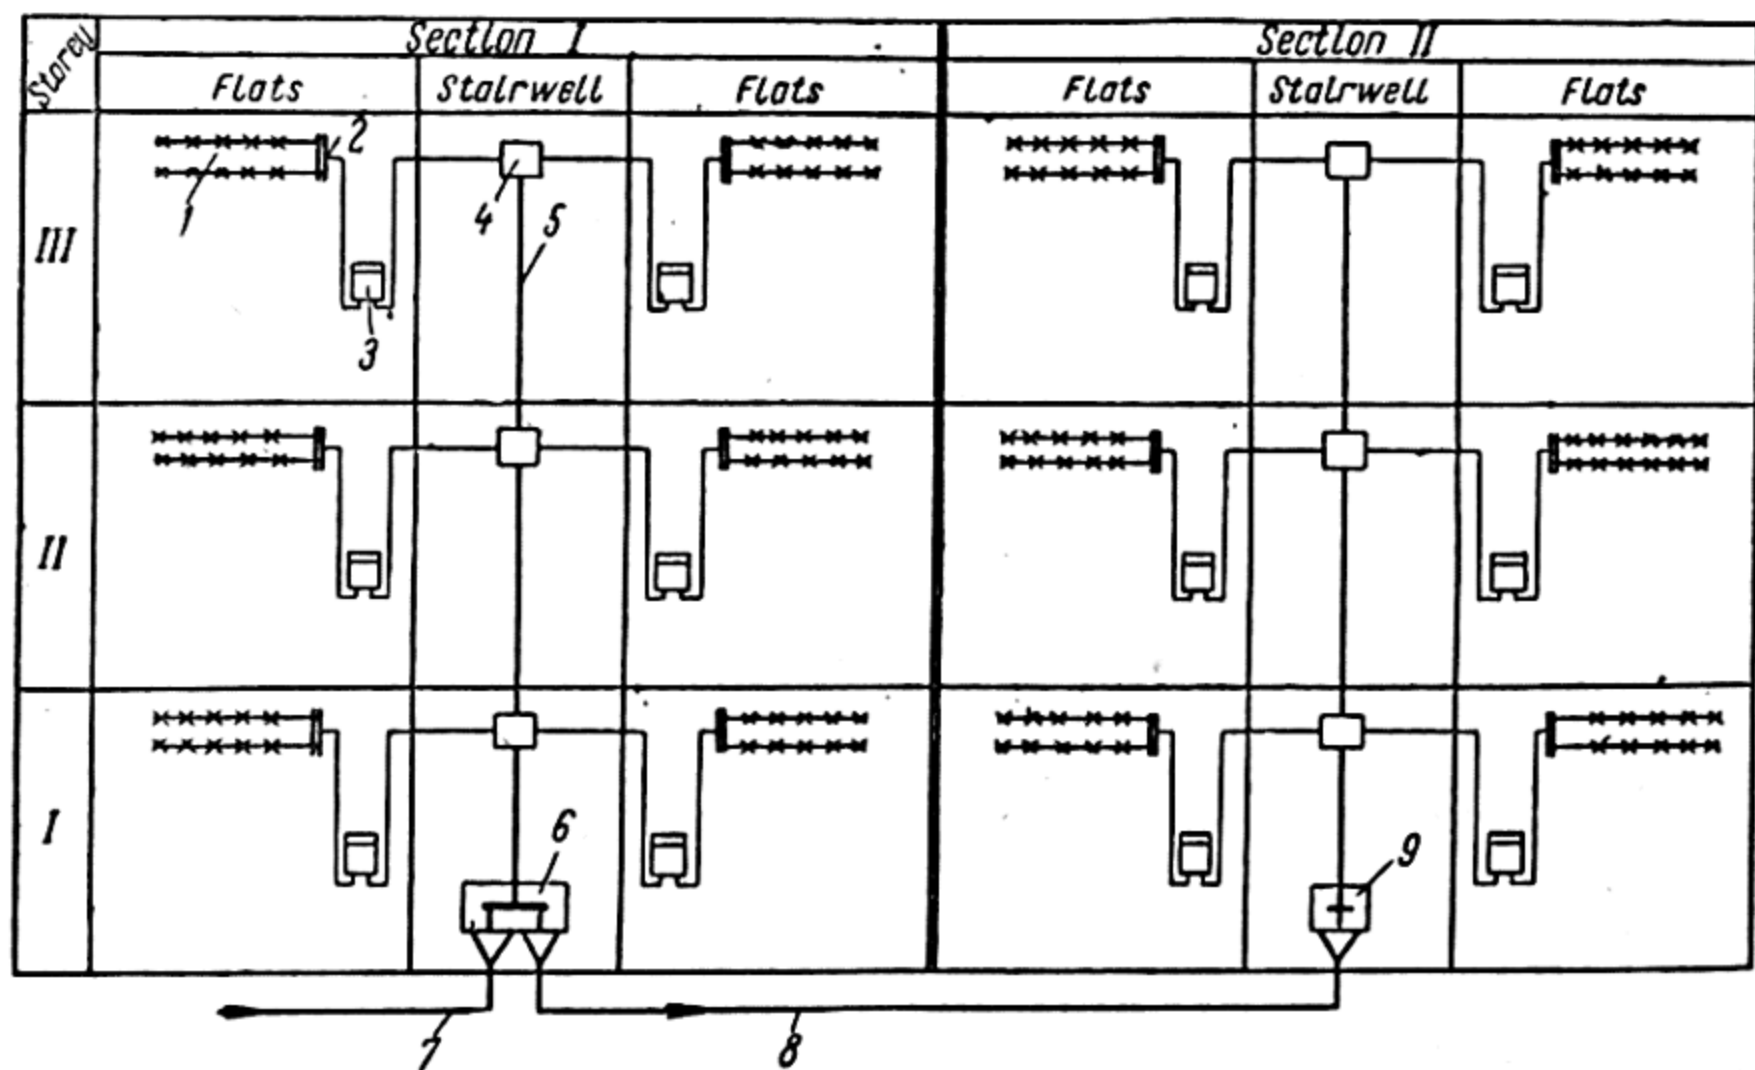 Storey
Section I
Section II
Flats
Stairwell
Flats
Flats
Stairwell
Flats
III
II
I
1
2
3
4
5
6
7
8
9